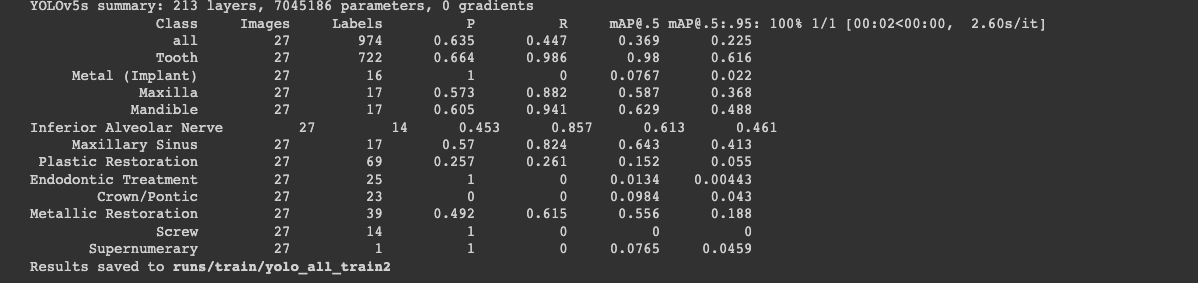 YOLOv5s summary: 213 layers, 7045186 parameters, 0 gradients
Class Images Labels P R mAP@.5 mAP@.5:.95: 100% 1/1 [00:02<00:00, 2.60s/it]
all 27 974 0.635 0.447 0.369 0.225
Tooth 27 722 0.664 0.986 0.98 0.616
Metal (Implant) 27 16 1 0 0.0767 0.022
Maxilla 27 17 0.573 0.882 0.587 0.368
Mandible 27 17 0.605 0.941 0.629 0.488
Inferior Alveolar Nerve 27 14 0.453 0.857 0.613 0.461
Maxillary Sinus 27 17 0.57 0.824 0.643 0.413
Plastic Restoration 27 69 0.257 0.261 0.152 0.055
Endodontic Treatment 27 25 1 0 0.0134 0.00443
Crown/Pontic 27 23 0 0 0.0984 0.043
Metallic Restoration 27 39 0.492 0.615 0.556 0.188
Screw 27 14 1 0 0 0
Supernumerary 27 1 1 0 0.0765 0.0459
Results saved to runs/train/yolo_all_train2